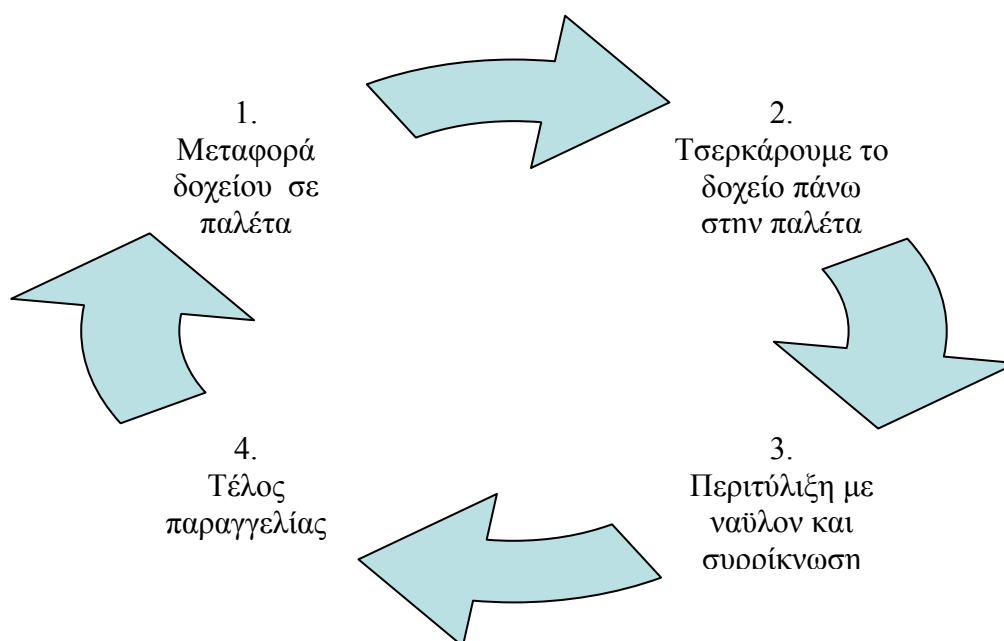 1.
Μεταφορά
δοχείου σε
παλέτα
2.
Τσερκάρουμε το
δοχείο πάνω
στην παλέτα
3.
Περιτύλιξη με
ναϋλον και
συρρίκνωση
4.
Τέλος
παραγγελίας